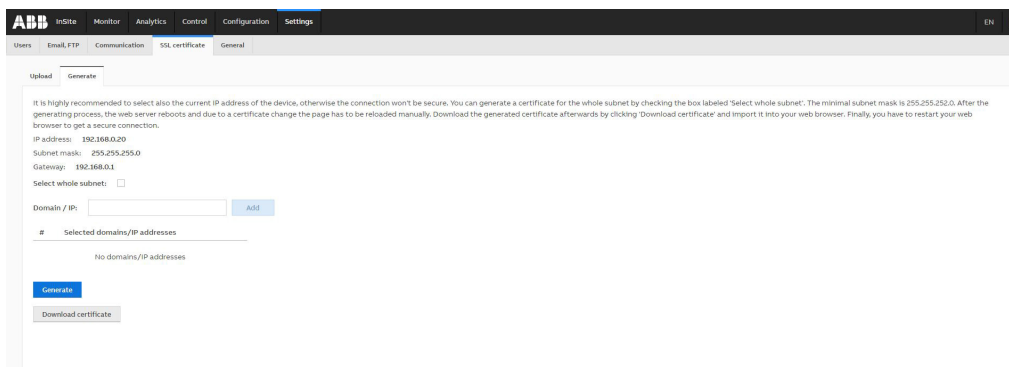 ABB InSite Monitor Analytics Control Configuration Settings EN
Users Email, FTP Communication SSL certificate General
Upload Generate
It is highly recommended to select also the current IP address of the device, otherwise the connection won't be secure. You can generate a certificate for the whole subnet by checking the box labeled 'Select whole subnet'. The minimal subnet mask is 255.255.252.0. After the
generating process, the web server reboots and due to a certificate change the page has to be reloaded manually. Download the generated certificate afterwards by clicking 'Download certificate' and import it into your web browser. Finally, you have to restart your web
browser to get a secure connection.
IP address: 192.168.0.20
Subnet mask: 255.255.255.0
Gateway: 192.168.0.1
Select whole subnet:
Domain / IP: Add
# Selected domains/IP addresses
No domains/IP addresses
Generate
Download certificate